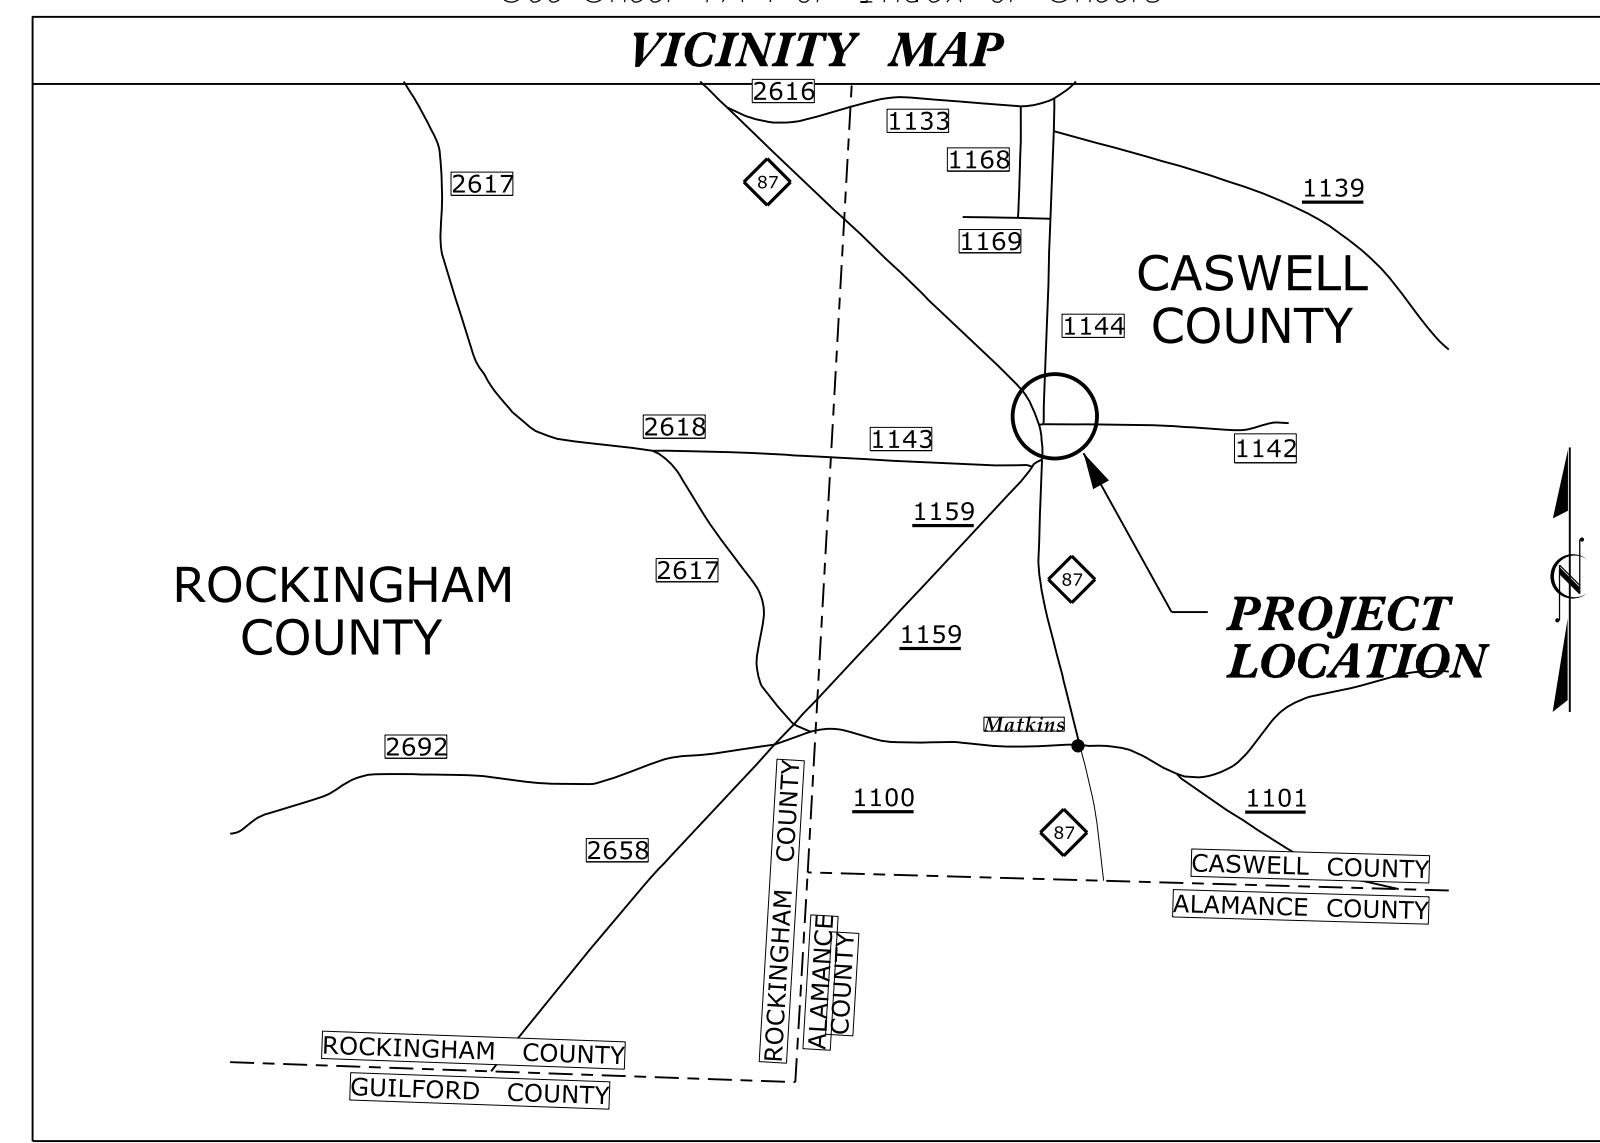 VICINITY MAP
2616
1133
1168
2617
87
1139
1169
CASWELL
COUNTY
1144
2618
1143
1142
1159
2617
87
ROCKINGHAM
COUNTY
PROJECT
LOCATION
N
1159
Matkins
2692
1100
1101
87
2658
ROCKINGHAM COUNTY
CASWELL COUNTY
ALAMANCE COUNTY
ALAMANCE
COUNTY
ROCKINGHAM COUNTY
GUILFORD COUNTY